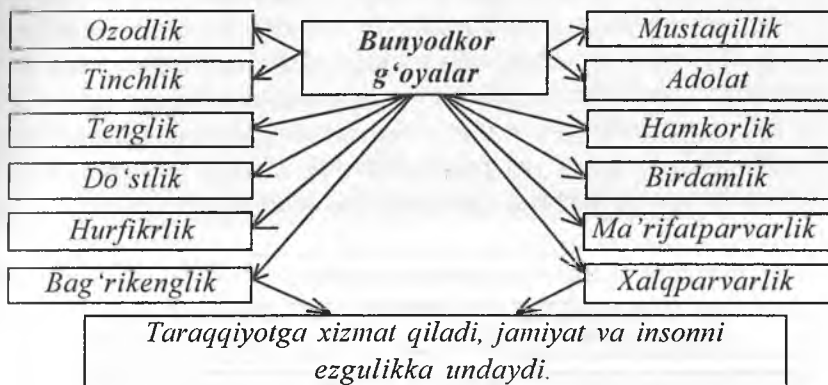 Bunyodkor
g‘oyalar
Ozodlik
Tinchlik
Tenglik
Do‘stlik
Hurfikrlik
Bag‘rikenglik
Mustaqillik
Adolat
Hamkorlik
Birdamlik
Ma’rifatparvarlik
Xalqparvarlik
Taraqqiyotga xizmat qiladi, jamiyat va insonni
ezgulikka undaydi.